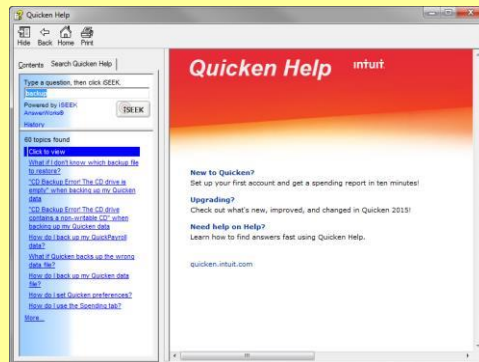 Quicken Help
Hide Back Home Print
Contents Search Quicken Help
Type a question, then click iSEEK.
backup
Powered by iSEEK
AnswerWorks®
iSEEK
History
60 topics found
Click to view
What if I don't know which backup file
to restore?
"CD Backup Error! The CD drive is
empty" when backing up my Quicken
data
"CD Backup Error! The CD drive
contains a non-writable CD" when
backing up my Quicken data
How do I back up my QuickPayroll
data?
What if Quicken backs up the wrong
data file?
How do I back up my Quicken data
file?
How do I set Quicken preferences?
How do I use the Spending tab?
More...
Quicken Help
intuit
New to Quicken?
Set up your first account and get a spending report in ten minutes!
Upgrading?
Check out what's new, improved, and changed in Quicken 2015!
Need help on Help?
Learn how to find answers fast using Quicken Help.
quicken.intuit.com